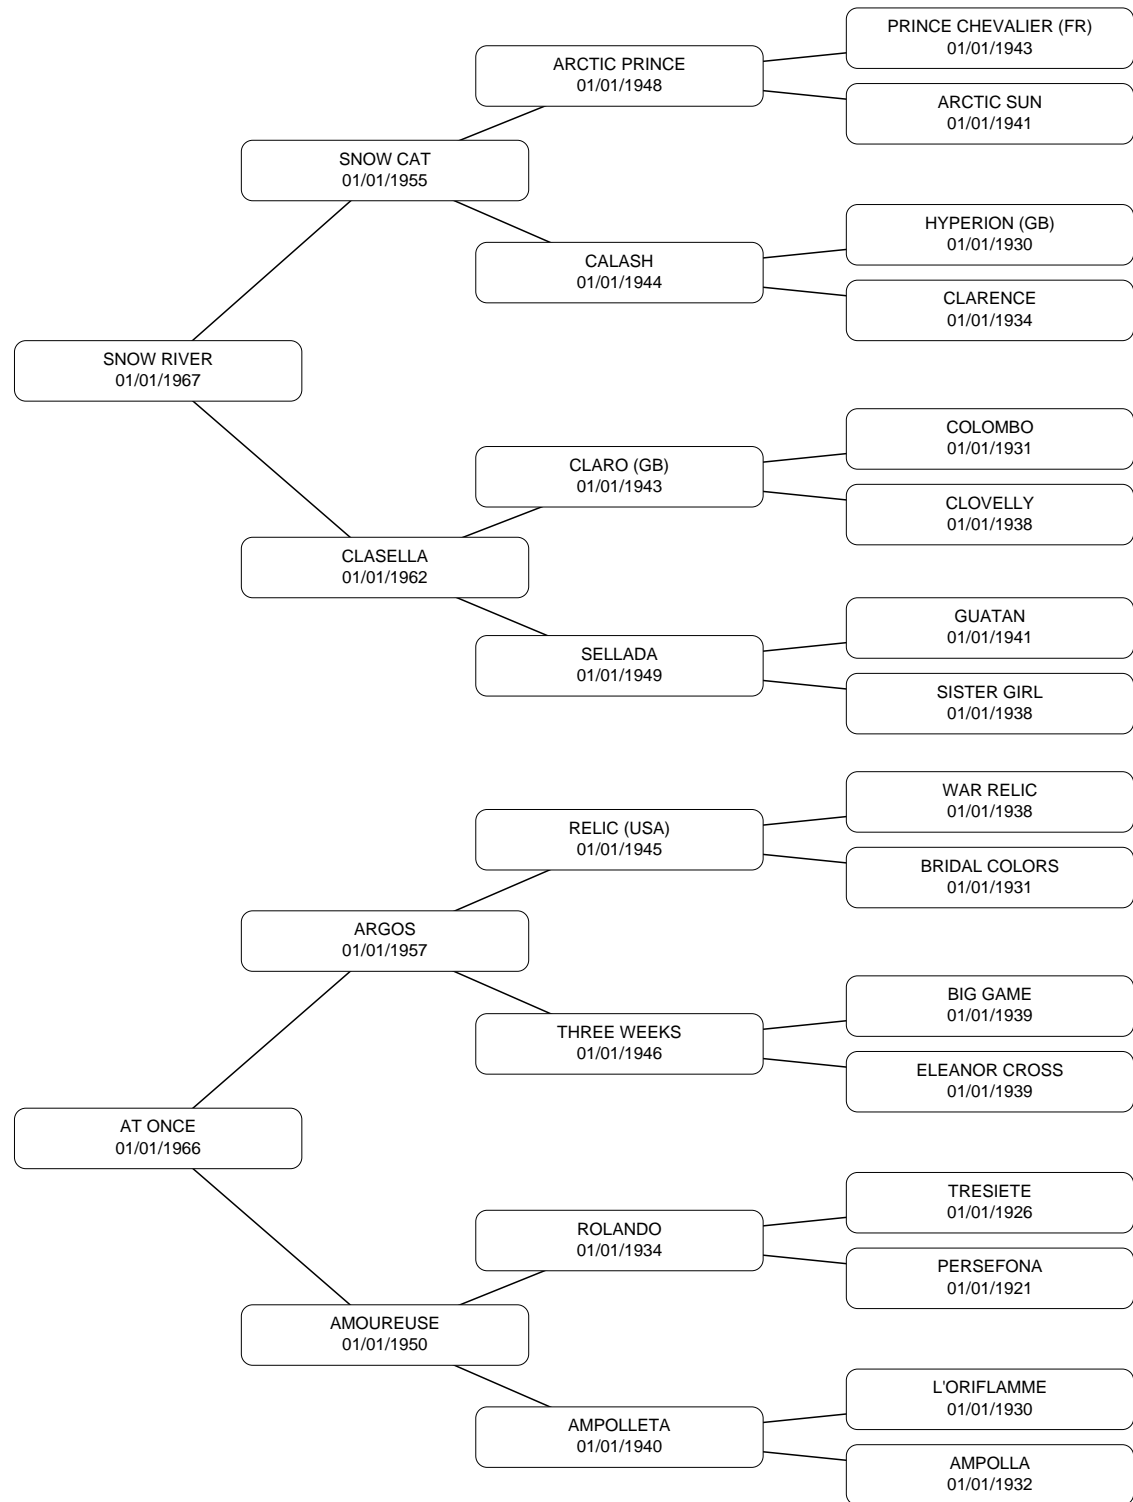 PRINCE CHEVALIER (FR)
01/01/1943
ARCTIC PRINCE
01/01/1948
ARCTIC SUN
01/01/1941
SNOW CAT
01/01/1955
HYPERION (GB)
01/01/1930
CALASH
01/01/1944
CLARENCE
01/01/1934
SNOW RIVER
01/01/1967
COLOMBO
01/01/1931
CLARO (GB)
01/01/1943
CLOVELLY
01/01/1938
CLASELLA
01/01/1962
GUATAN
01/01/1941
SELLADA
01/01/1949
SISTER GIRL
01/01/1938
WAR RELIC
01/01/1938
RELIC (USA)
01/01/1945
BRIDAL COLORS
01/01/1931
ARGOS
01/01/1957
BIG GAME
01/01/1939
THREE WEEKS
01/01/1946
ELEANOR CROSS
01/01/1939
AT ONCE
01/01/1966
TRESIETE
01/01/1926
ROLANDO
01/01/1934
PERSEFONA
01/01/1921
AMOUREUSE
01/01/1950
L'ORIFLAMME
01/01/1930
AMPOLLETA
01/01/1940
AMPOLLA
01/01/1932